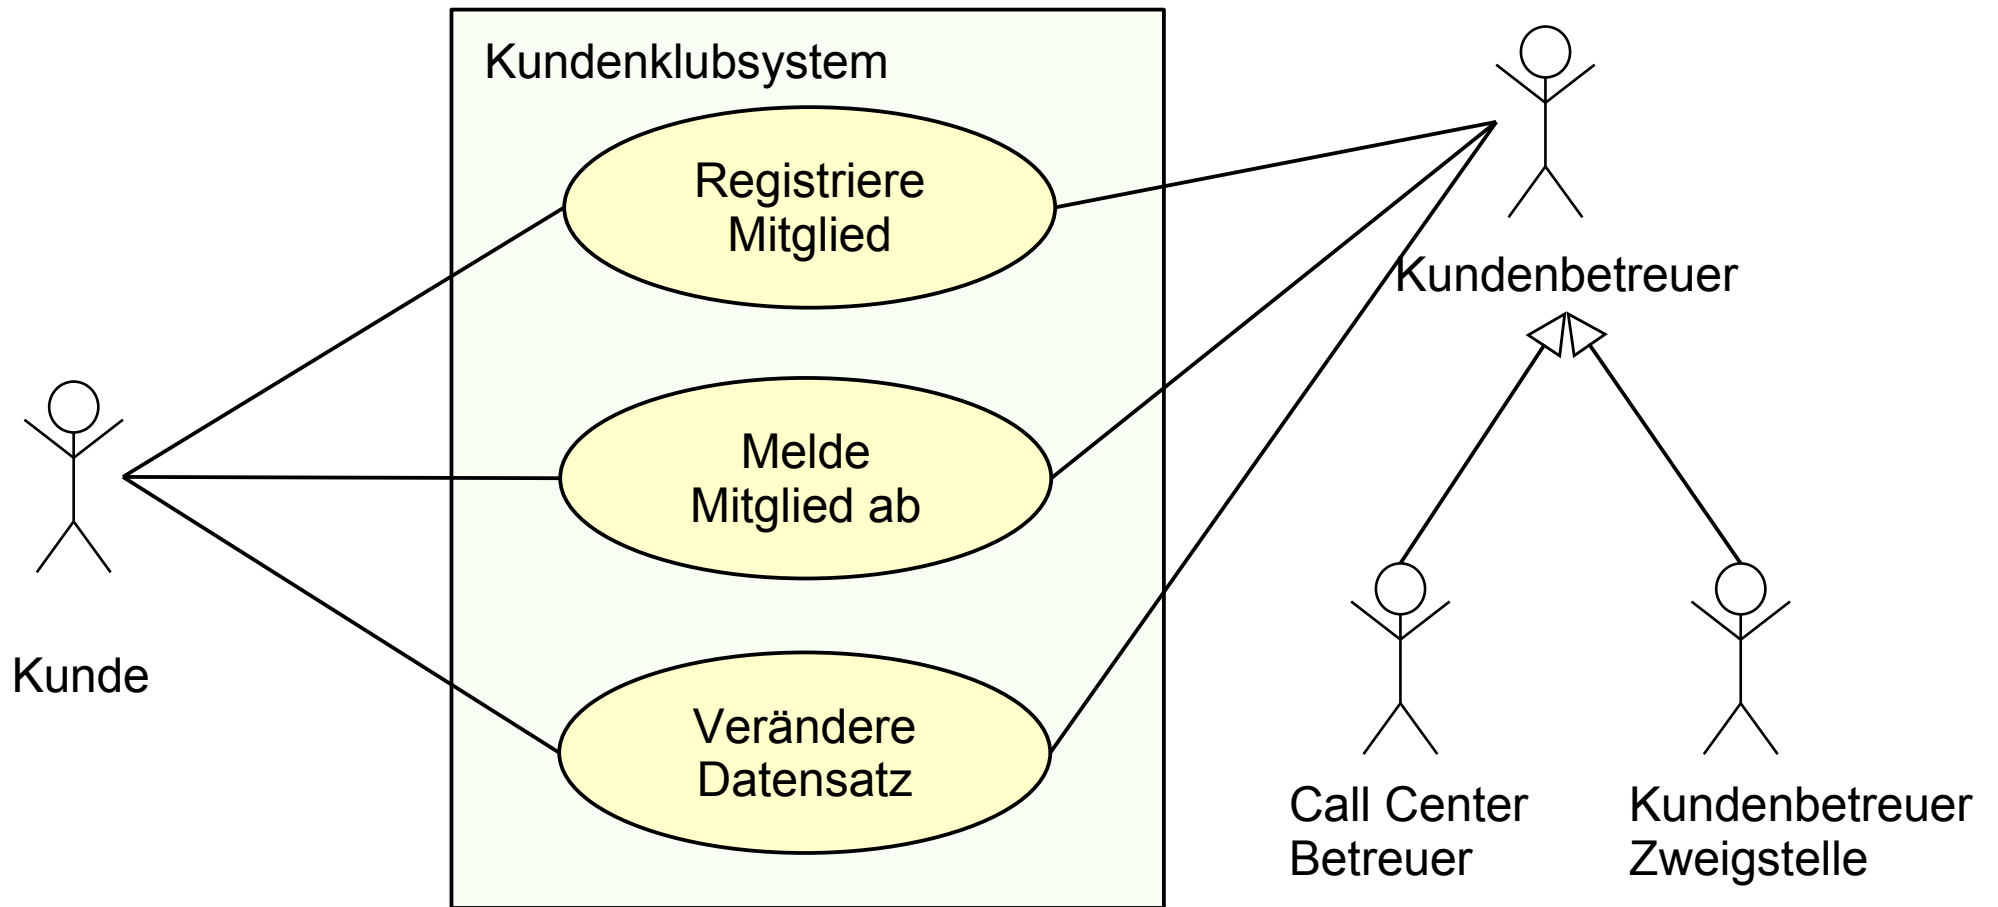 Kundenklubsystem
Registriere
Mitglied
Kundenbetreuer
Melde
Mitglied ab
Kunde
Verändere
Datensatz
Call Center
Betreuer
Kundenbetreuer
Zweigstelle